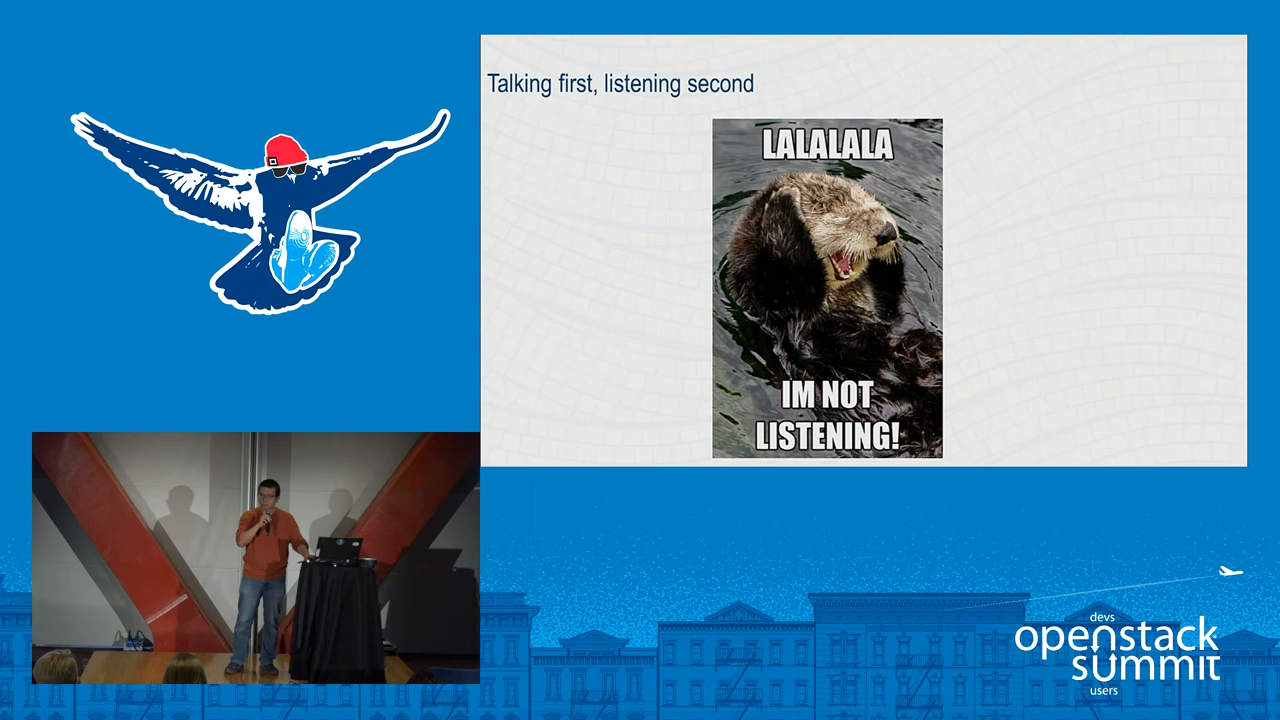 Talking first, listening second
LALALALA
IM NOT
LISTENING!
devs
openstack
summit
users